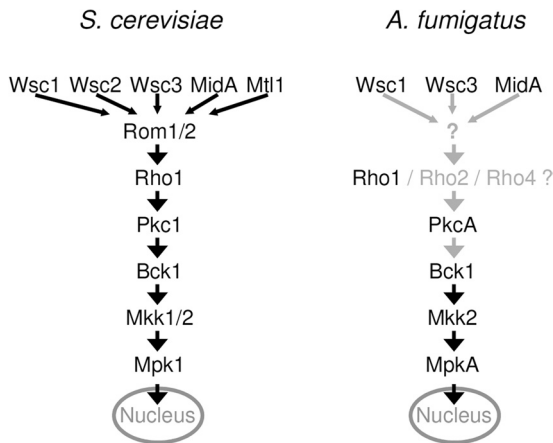 S. cerevisiae A. fumigatus
Wsc1 Wsc2 Wsc3 MidA Mtl1 Wsc1 Wsc3 MidA
Rom1/2 ?
Rho1 Rho1 / Rho2 / Rho4 ?
Pkc1 PkcA
Bck1 Bck1
Mkk1/2 Mkk2
Mpk1 MpkA
Nucleus Nucleus